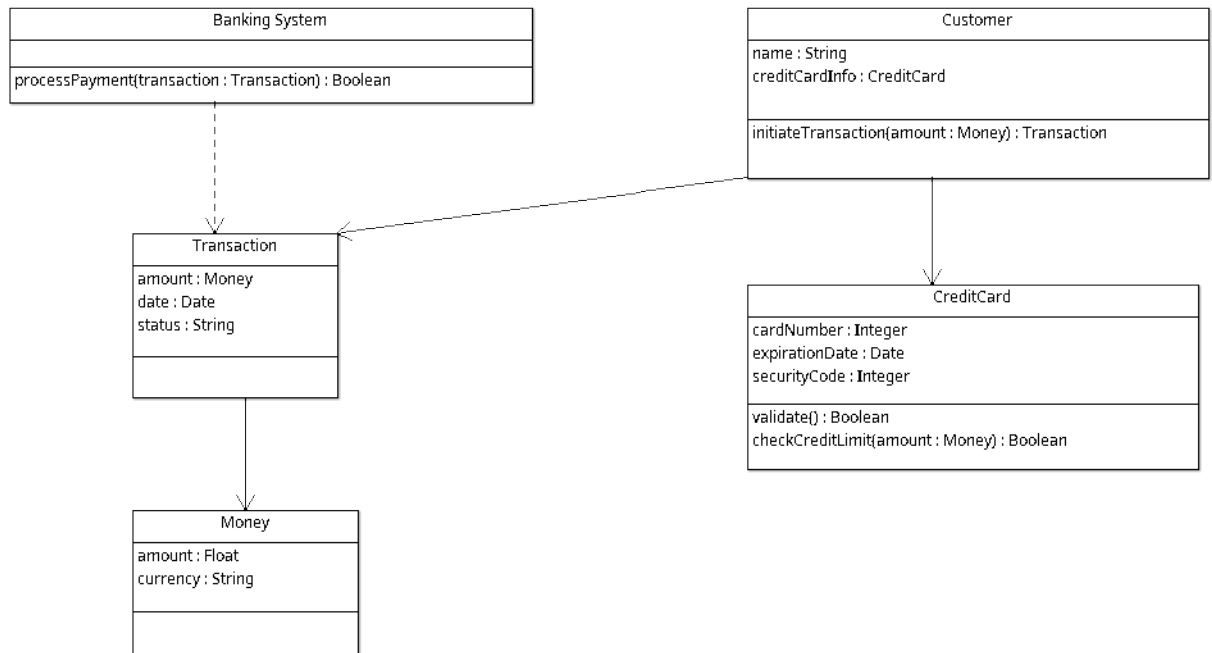 Banking System
processPayment(transaction : Transaction) : Boolean
Customer
name : String
creditCardInfo : CreditCard
initiateTransaction(amount : Money) : Transaction
Transaction
amount : Money
date : Date
status : String
CreditCard
cardNumber : Integer
expirationDate : Date
securityCode : Integer
validate() : Boolean
checkCreditLimit(amount : Money) : Boolean
Money
amount : Float
currency : String